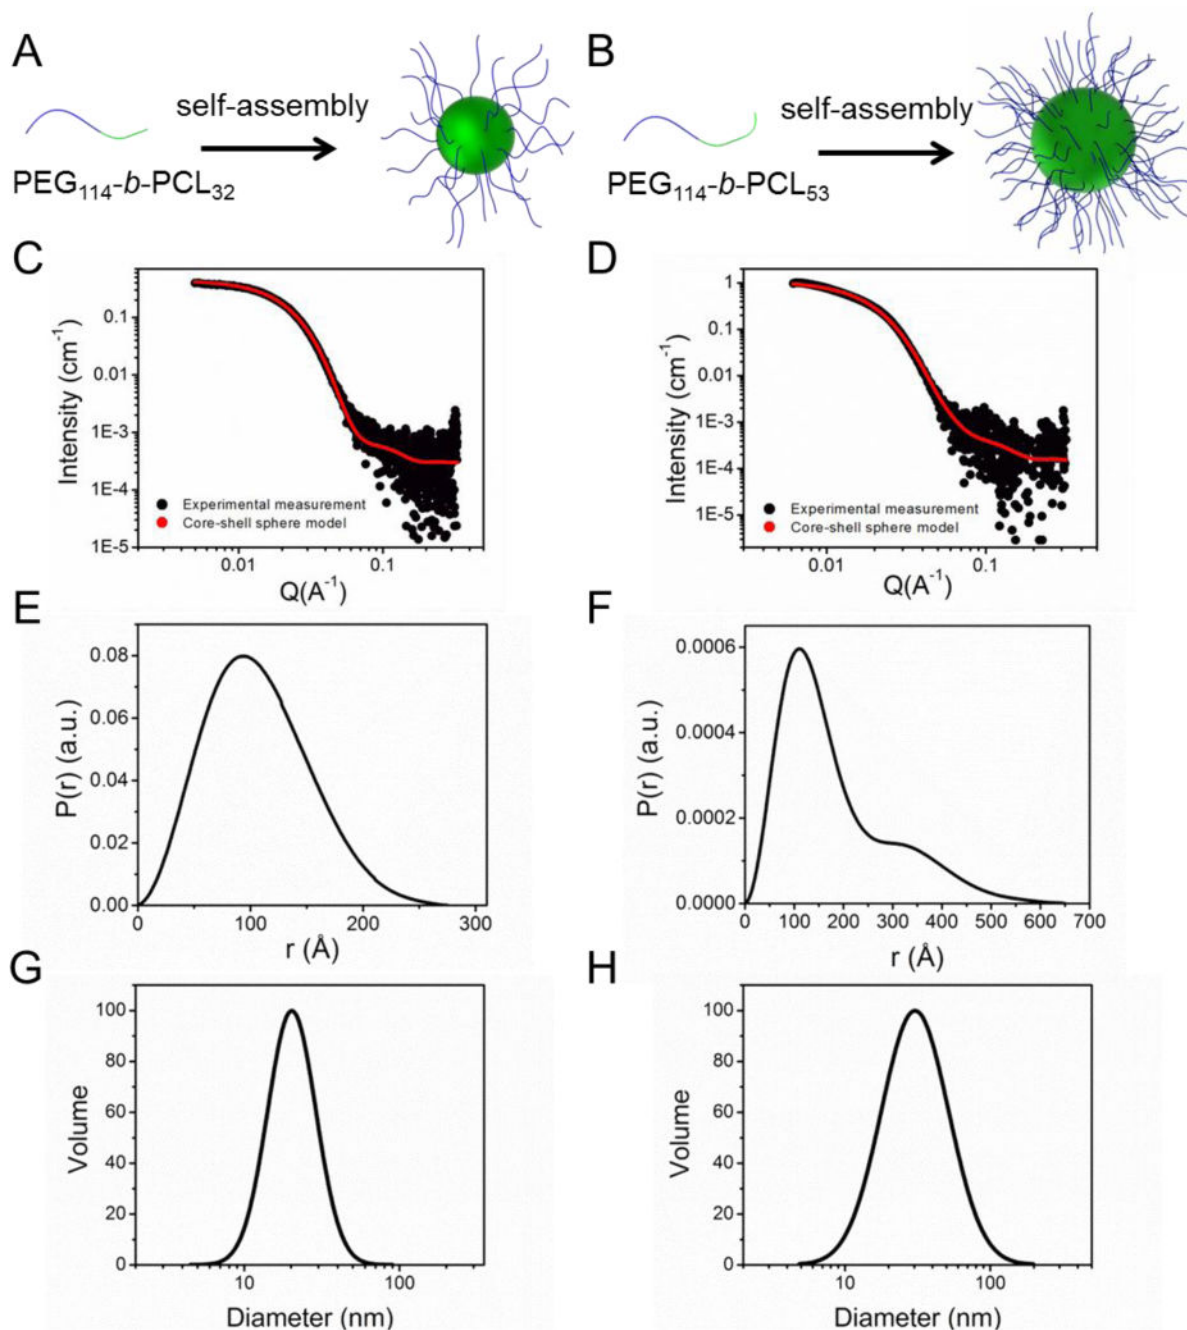 A
self-assembly
PEG114-b-PCL32
B
self-assembly
PEG114-b-PCL53
C
Intensity (cm-1)
0.1
0.01
1E-3
1E-4
1E-5
Experimental measurement
Core-shell sphere model
0.01 0.1
Q(A-1)
D
Intensity (cm-1)
1
0.1
0.01
1E-3
1E-4
1E-5
Experimental measurement
Core-shell sphere model
0.01 0.1
Q(A-1)
E
P(r) (a.u.)
0.08
0.06
0.04
0.02
0.00
0 100 200 300
r (Å)
F
P(r) (a.u.)
0.0006
0.0004
0.0002
0.0000
0 100 200 300 400 500 600 700
r (Å)
G
Volume
100
80
60
40
20
0
10 100
Diameter (nm)
H
Volume
100
80
60
40
20
0
10 100
Diameter (nm)